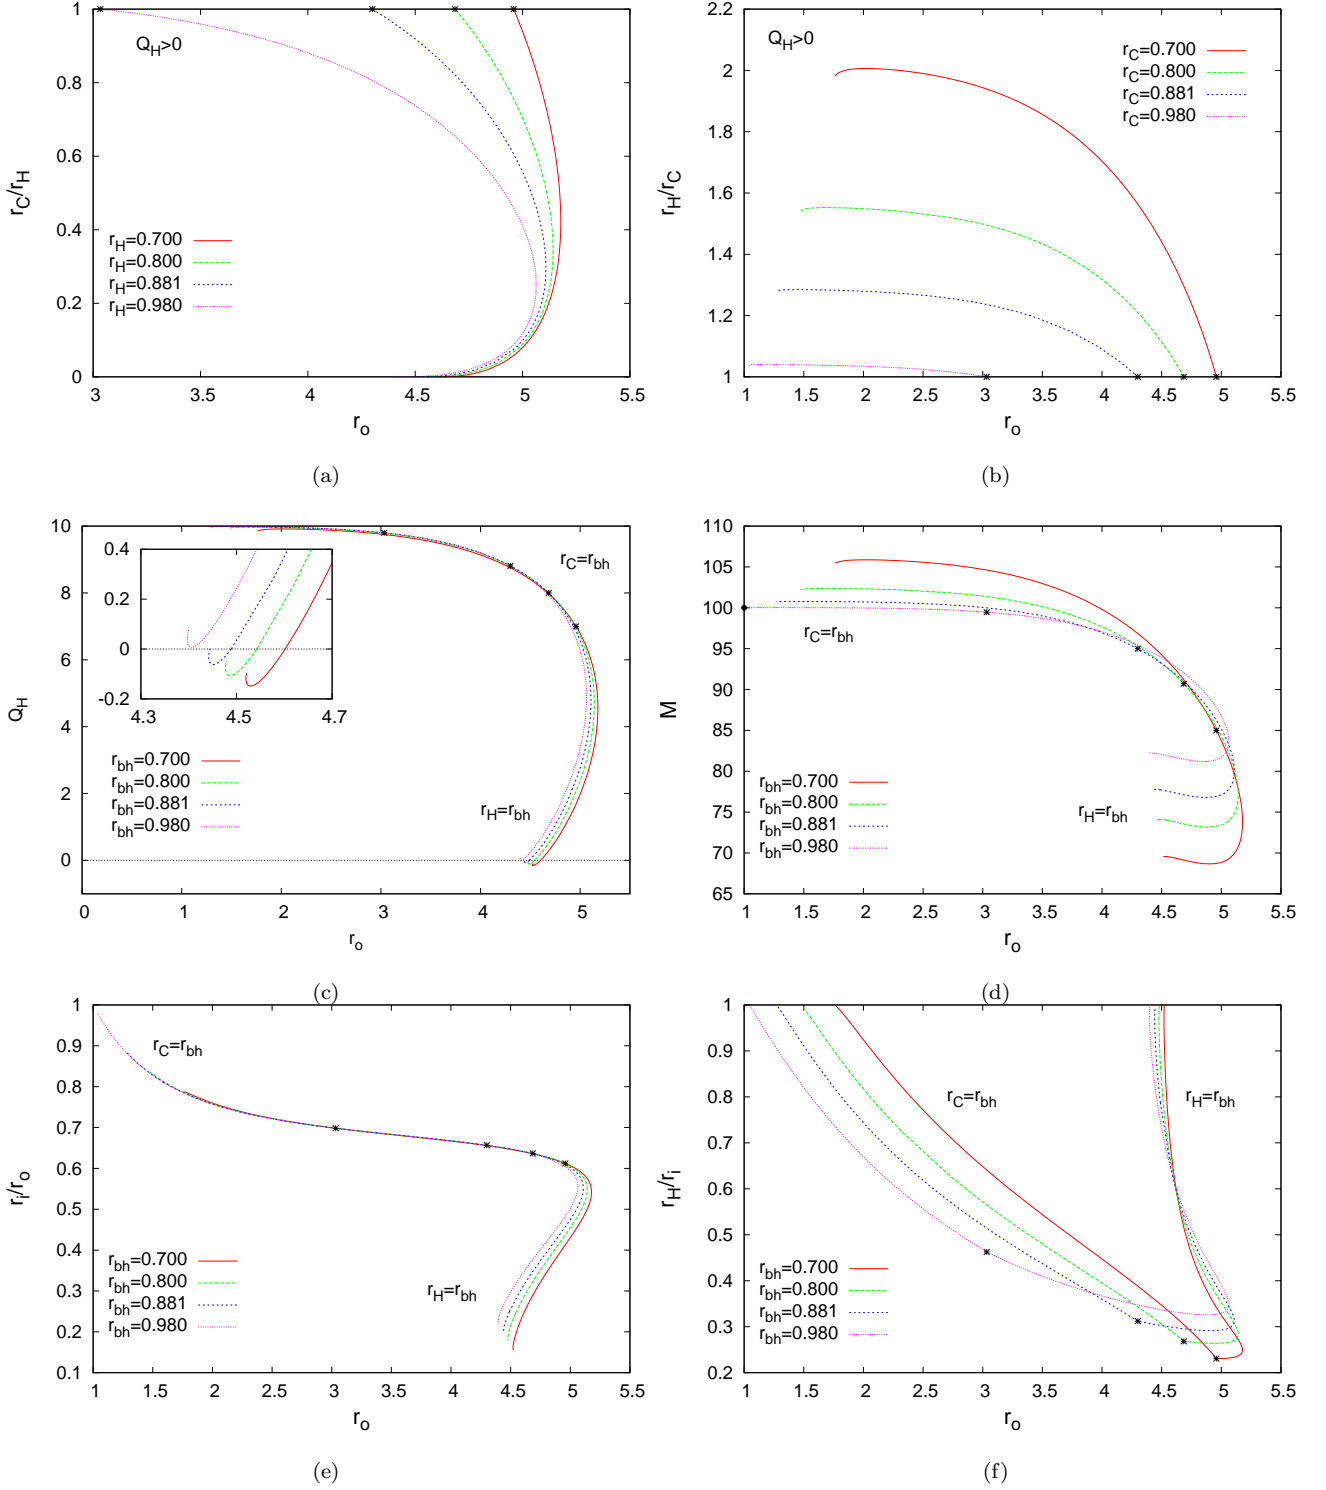 1
0.8
0.6
0.4
0.2
0
3
3.5
4
4.5
5
5.5
r_C/r_H
r_o
Q_H>0
r_H=0.700
r_H=0.800
r_H=0.881
r_H=0.980
(a)
2.2
2
1.8
1.6
1.4
1.2
1
1
1.5
2
2.5
3
3.5
4
4.5
5
5.5
r_H/r_C
r_o
Q_H>0
r_C=0.700
r_C=0.800
r_C=0.881
r_C=0.980
(b)
10
8
6
4
2
0
0
1
2
3
4
5
Q_H
r_o
0.4
0.2
0
-0.2
4.3
4.5
4.7
r_C=r_bh
r_bh=0.700
r_bh=0.800
r_bh=0.881
r_bh=0.980
r_H=r_bh
(c)
110
105
100
95
90
85
80
75
70
65
1
1.5
2
2.5
3
3.5
4
4.5
5
5.5
M
r_o
r_C=r_bh
r_bh=0.700
r_bh=0.800
r_bh=0.881
r_bh=0.980
r_H=r_bh
(d)
1
0.9
0.8
0.7
0.6
0.5
0.4
0.3
0.2
0.1
1
1.5
2
2.5
3
3.5
4
4.5
5
5.5
r_i/r_o
r_o
r_C=r_bh
r_bh=0.700
r_bh=0.800
r_bh=0.881
r_bh=0.980
r_H=r_bh
(e)
1
0.9
0.8
0.7
0.6
0.5
0.4
0.3
0.2
1
1.5
2
2.5
3
3.5
4
4.5
5
5.5
r_H/r_i
r_o
r_C=r_bh
r_H=r_bh
r_bh=0.700
r_bh=0.800
r_bh=0.881
r_bh=0.980
(f)